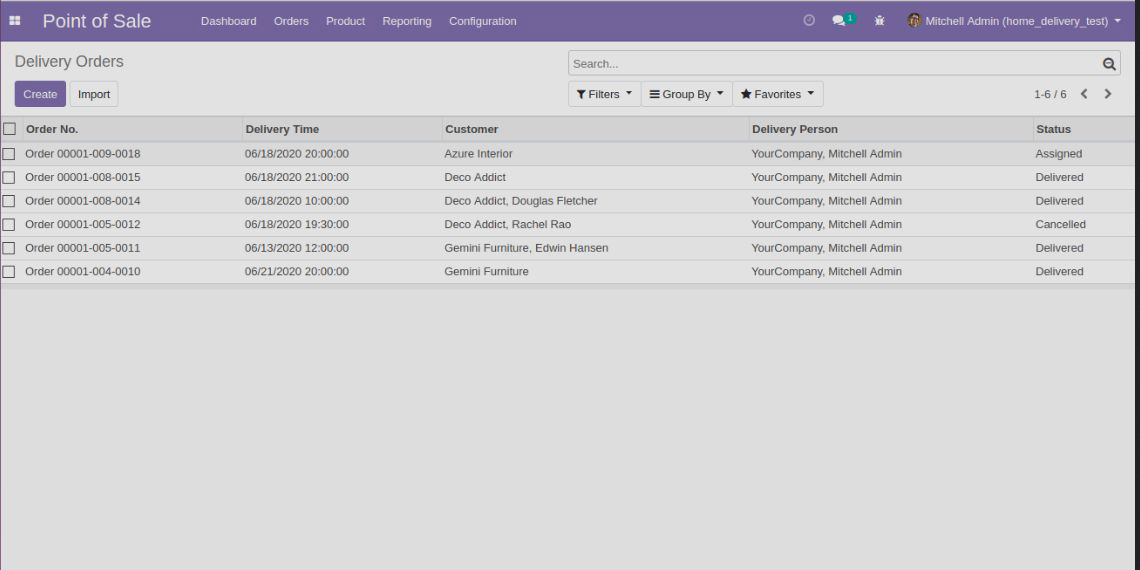 Point of Sale Dashboard Orders Product Reporting Configuration 1 Mitchell Admin (home_delivery_test)
Delivery Orders Search...
Create Import Filters Group By Favorites 1-6 / 6
Order No. Delivery Time Customer Delivery Person Status
Order 00001-009-0018 06/18/2020 20:00:00 Azure Interior YourCompany, Mitchell Admin Assigned
Order 00001-008-0015 06/18/2020 21:00:00 Deco Addict YourCompany, Mitchell Admin Delivered
Order 00001-008-0014 06/18/2020 10:00:00 Deco Addict, Douglas Fletcher YourCompany, Mitchell Admin Delivered
Order 00001-005-0012 06/18/2020 19:30:00 Deco Addict, Rachel Rao YourCompany, Mitchell Admin Cancelled
Order 00001-005-0011 06/13/2020 12:00:00 Gemini Furniture, Edwin Hansen YourCompany, Mitchell Admin Delivered
Order 00001-004-0010 06/21/2020 20:00:00 Gemini Furniture YourCompany, Mitchell Admin Delivered